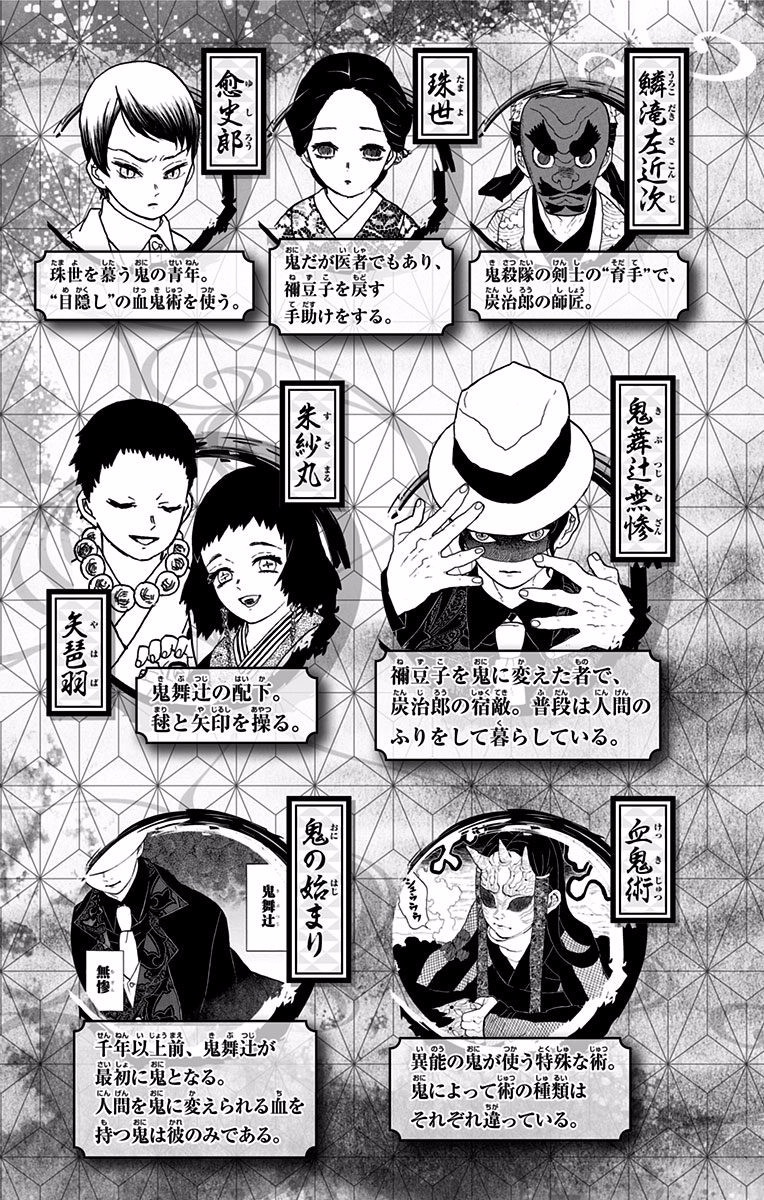 鱗滝左近次
鬼殺隊の剣士の“育手”で、
炭治郎の師匠。
珠世
鬼だが医者でもあり、
禰豆子を戻す
手助けをする。
愈史郎
珠世を慕う鬼の青年。
“目隠し”の血鬼術を使う。
鬼舞辻無惨
禰豆子を鬼に変えた者で、
炭治郎の宿敵。普段は人間の
ふりをして暮らしている。
朱紗丸
矢琶羽
鬼舞辻の配下。
毬と矢印を操る。
血鬼術
シュウウウ
異能の鬼が使う特殊な術。
鬼によって術の種類は
それぞれ違っている。
鬼の始まり
鬼舞辻
無惨
千年以上前、鬼舞辻が
最初に鬼となる。
人間を鬼に変えられる血を
持つ鬼は彼のみである。